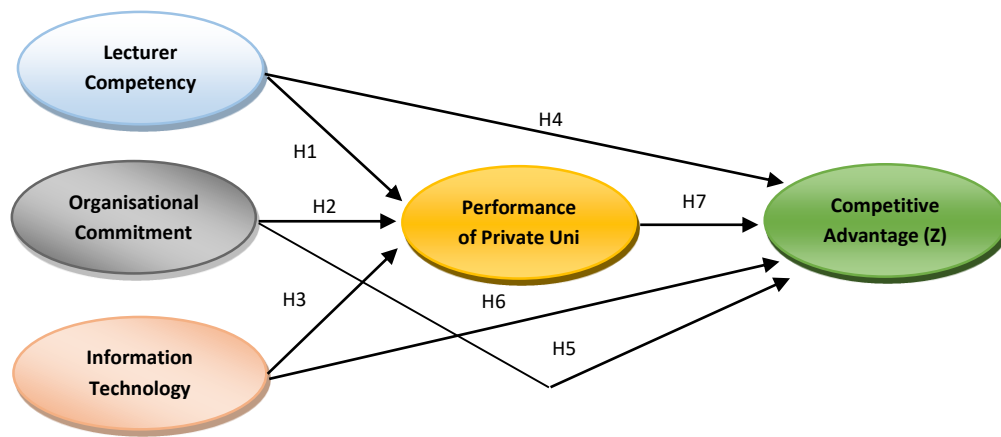 Lecturer
Competency
H4
H1
Organisational
Commitment
H2
Performance
of Private Uni
H7
Competitive
Advantage (Z)
H3
H6
H5
Information
Technology